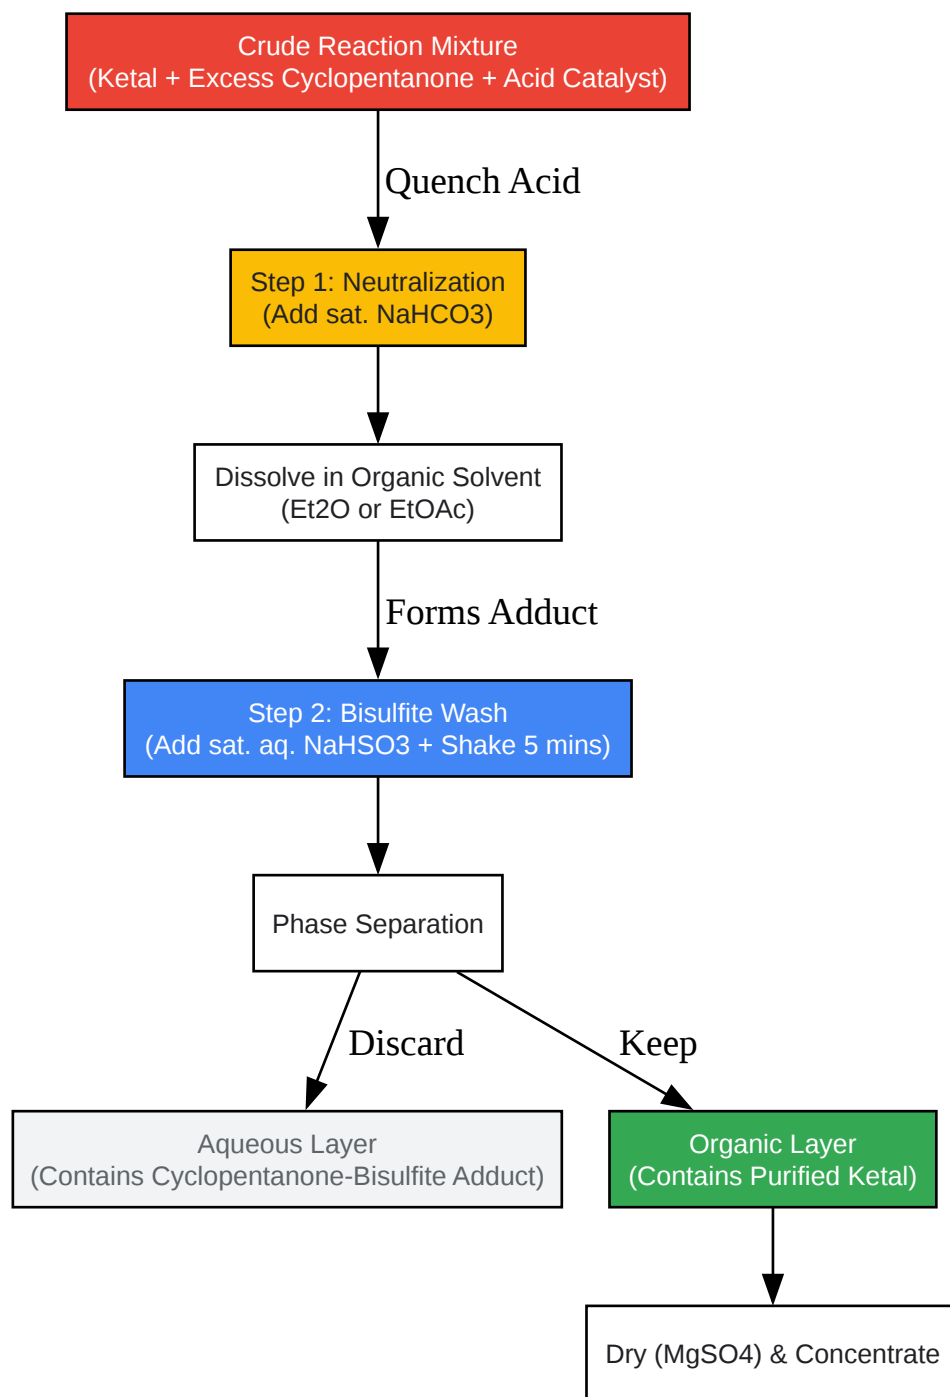 Crude Reaction Mixture
(Ketal + Excess Cyclopentanone + Acid Catalyst)
Quench Acid
Step 1: Neutralization
(Add sat. NaHCO3)
Dissolve in Organic Solvent
(Et2O or EtOAc)
Forms Adduct
Step 2: Bisulfite Wash
(Add sat. aq. NaHSO3 + Shake 5 mins)
Phase Separation
Discard
Keep
Aqueous Layer
(Contains Cyclopentanone-Bisulfite Adduct)
Organic Layer
(Contains Purified Ketal)
Dry (MgSO4) & Concentrate